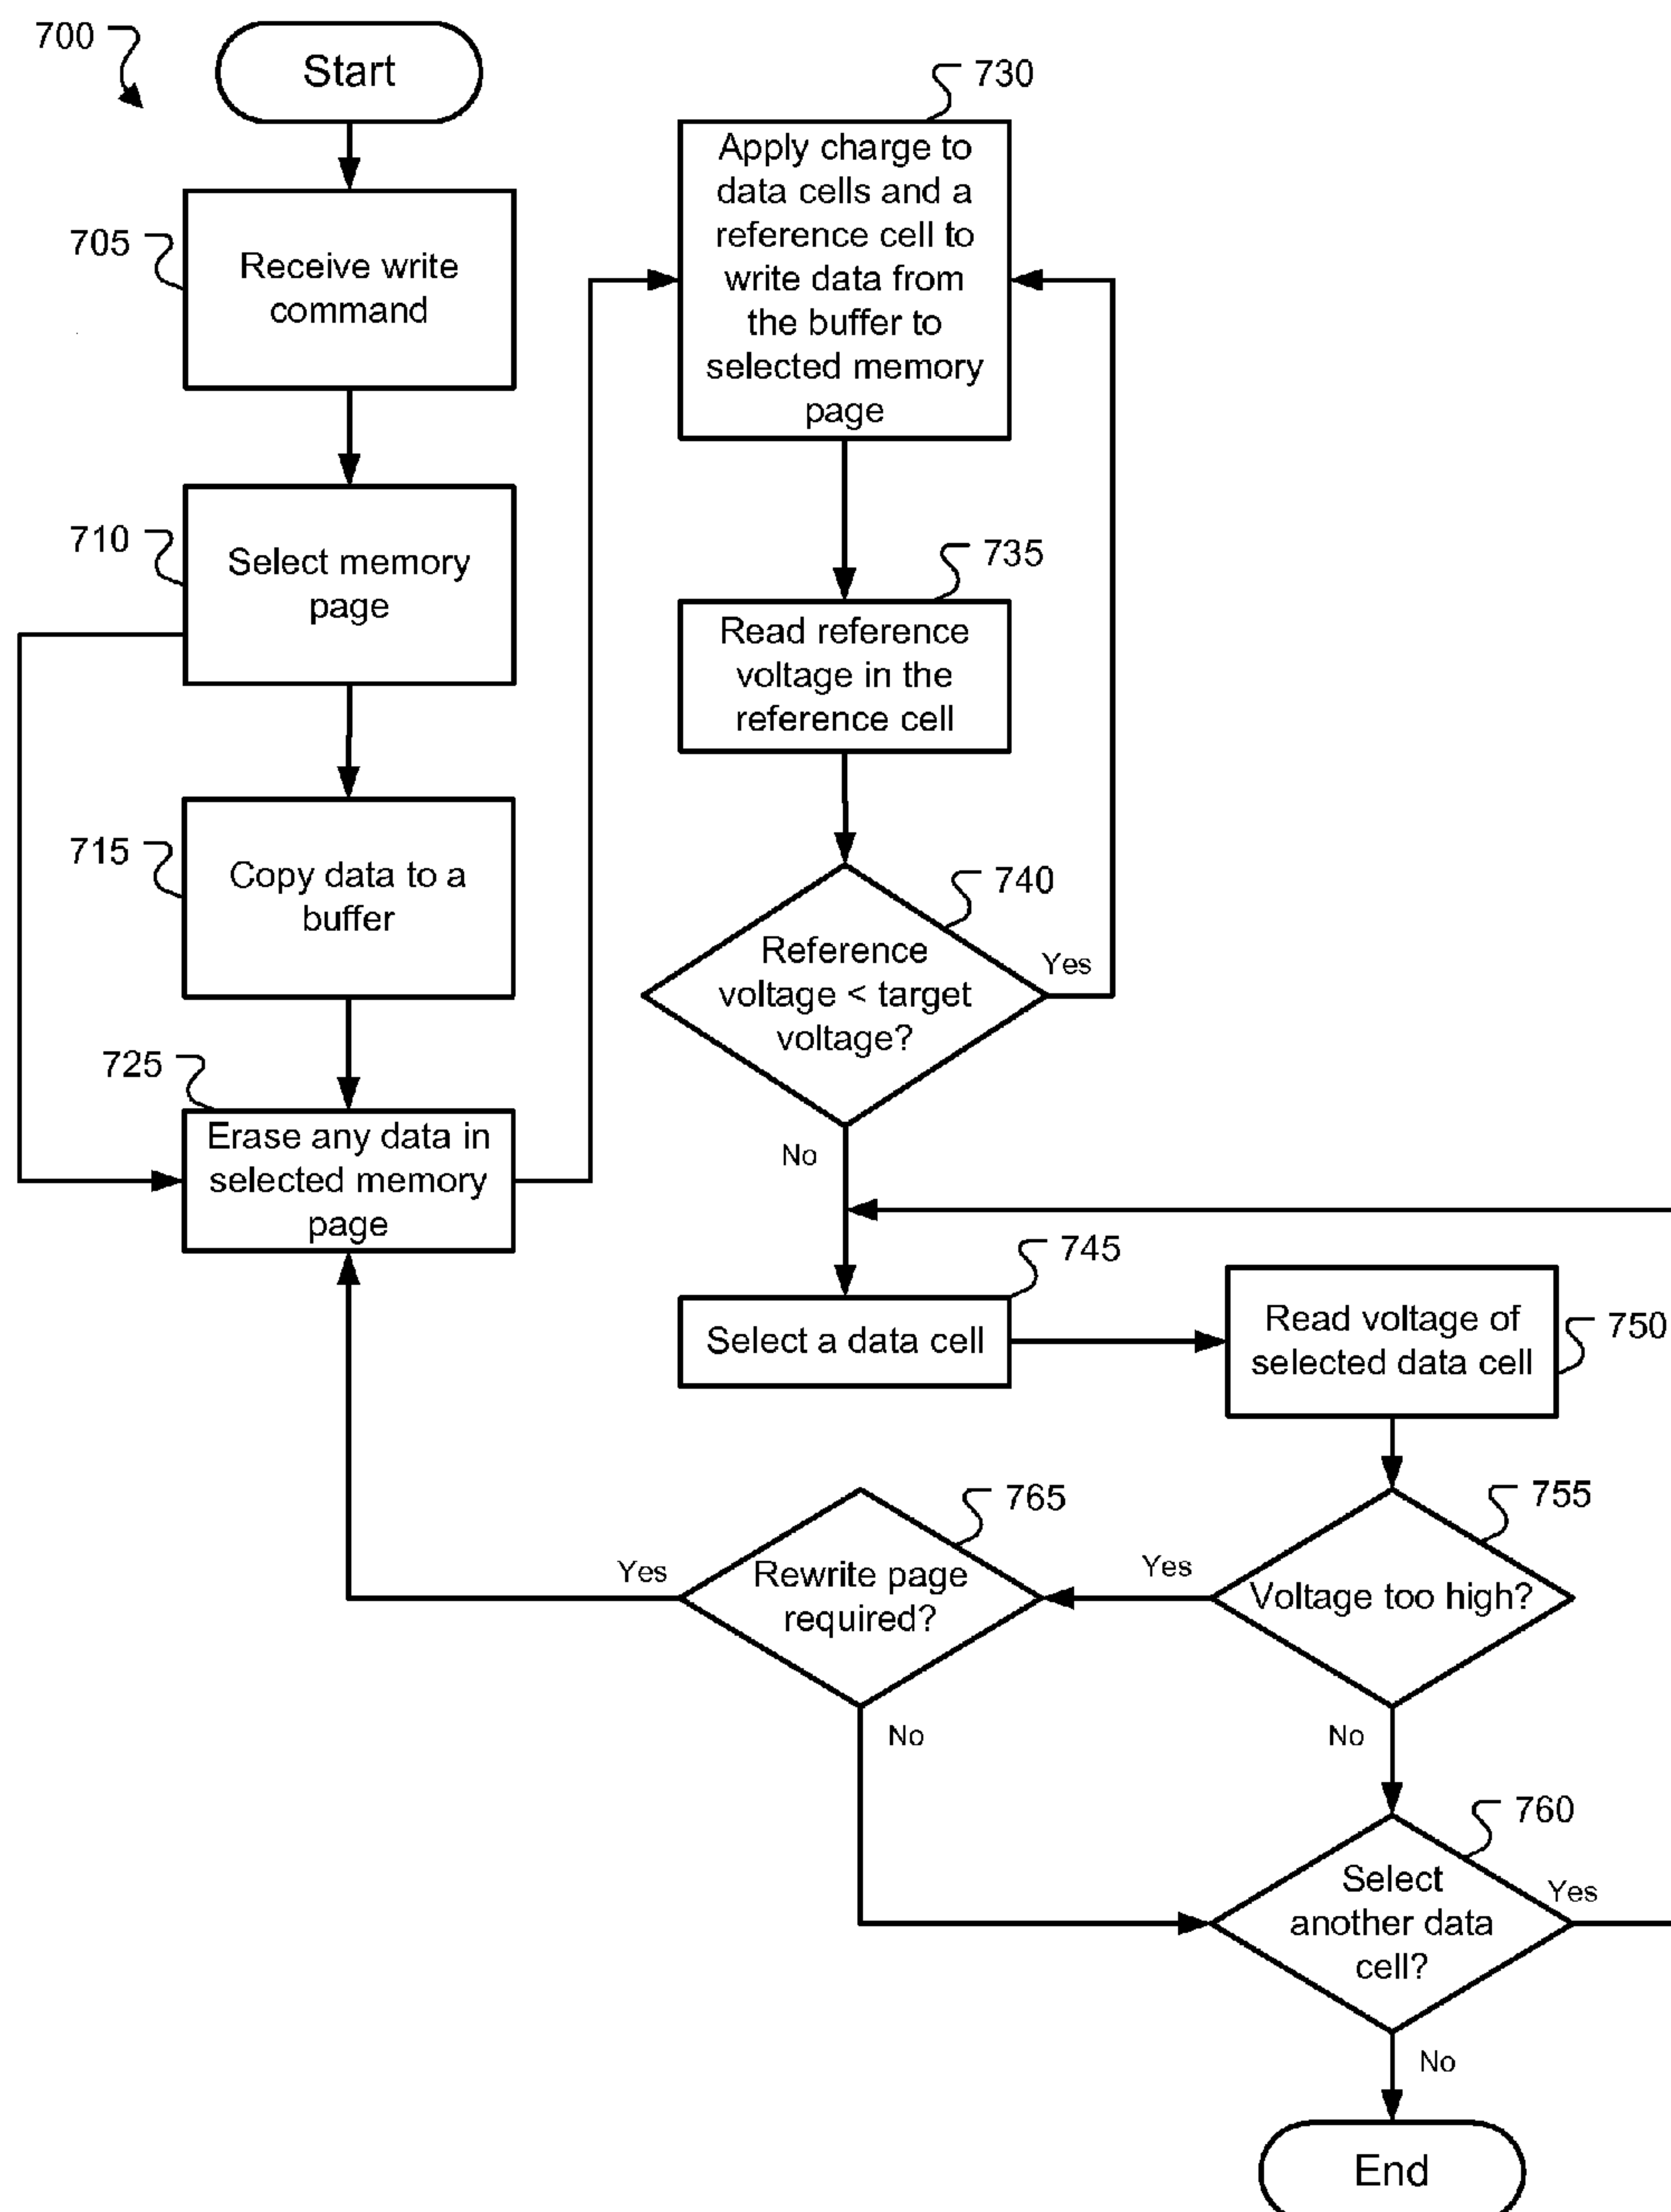 700
Start
705
Receive write
command
710
Select memory
page
715
Copy data to a
buffer
725
Erase any data in
selected memory
page
730
Apply charge to
data cells and a
reference cell to
write data from
the buffer to
selected memory
page
735
Read reference
voltage in the
reference cell
740
Reference
voltage < target
voltage?
Yes
No
745
Select a data cell
750
Read voltage of
selected data cell
755
Voltage too high?
Yes
No
765
Rewrite page
required?
Yes
No
760
Select
another data
cell?
Yes
No
End